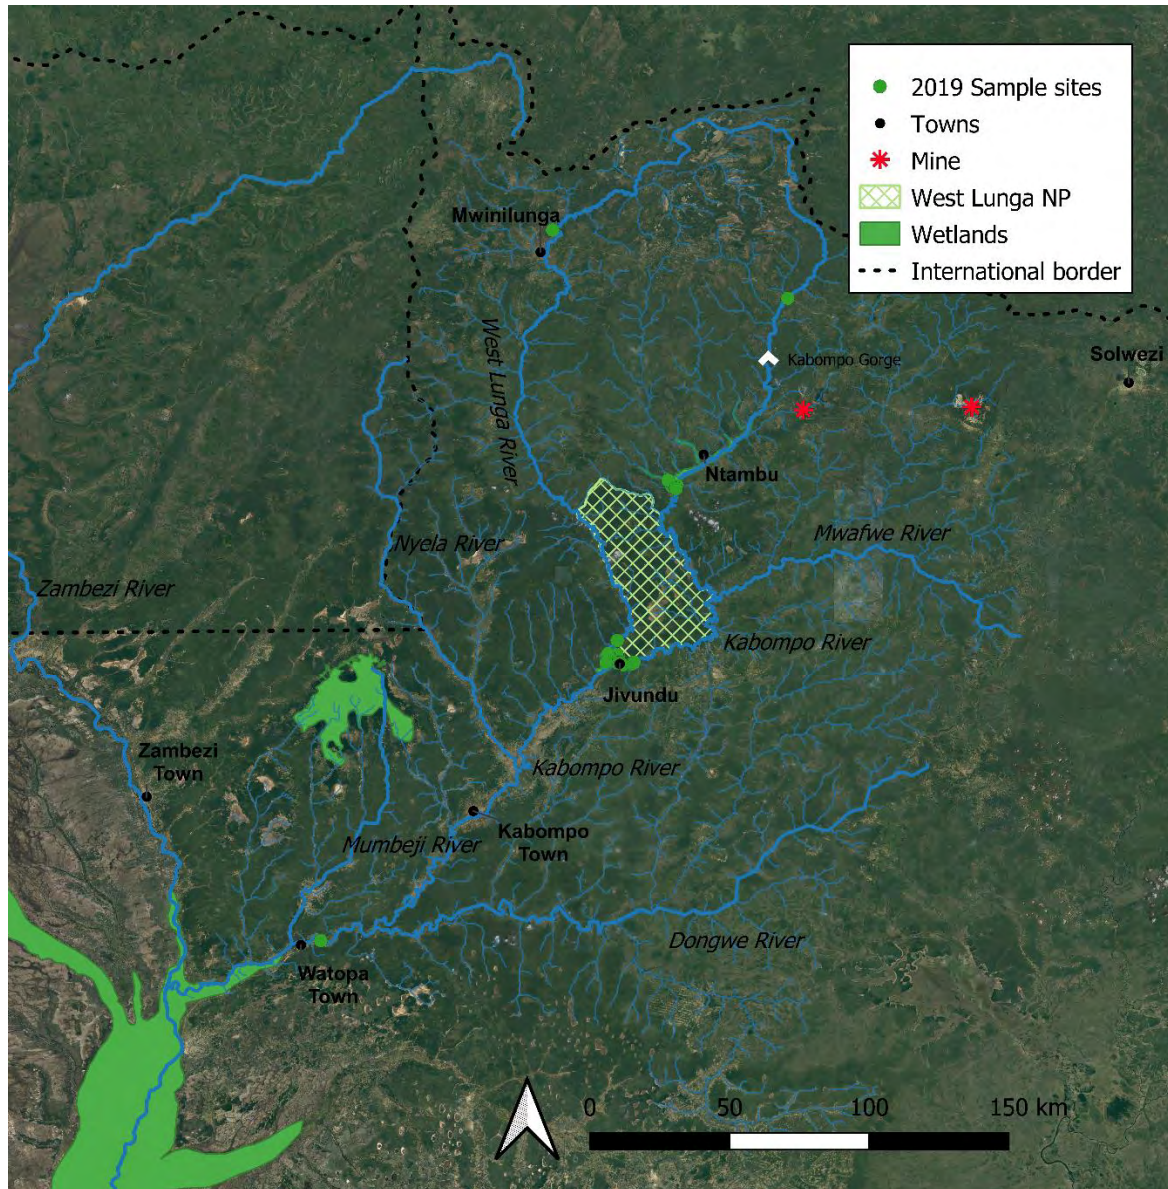 2019 Sample sites
Towns
Mine
West Lunga NP
Wetlands
International border
Mwinilunga
West Lunga River
Kabompo Gorge
Solwezi
Ntambu
Mwafwe River
Nyela River
Zambezi River
Kabompo River
Jivundu
Zambezi
Town
Kabompo River
Mumbeji River
Kabompo
Town
Dongwe River
Watopa
Town
0 50 100 150 km